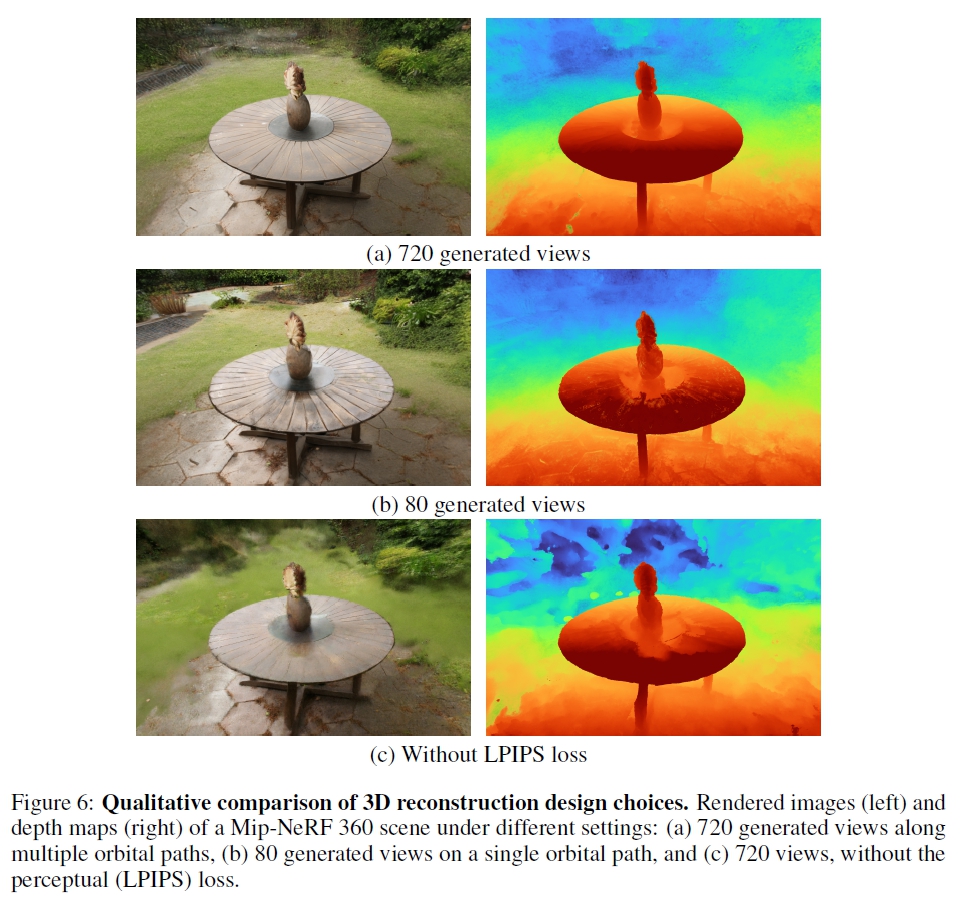 (a) 720 generated views
(b) 80 generated views
(c) Without LPIPS loss
Figure 6: Qualitative comparison of 3D reconstruction design choices. Rendered images (left) and
depth maps (right) of a Mip-NeRF 360 scene under different settings: (a) 720 generated views along
multiple orbital paths, (b) 80 generated views on a single orbital path, and (c) 720 views, without the
perceptual (LPIPS) loss.